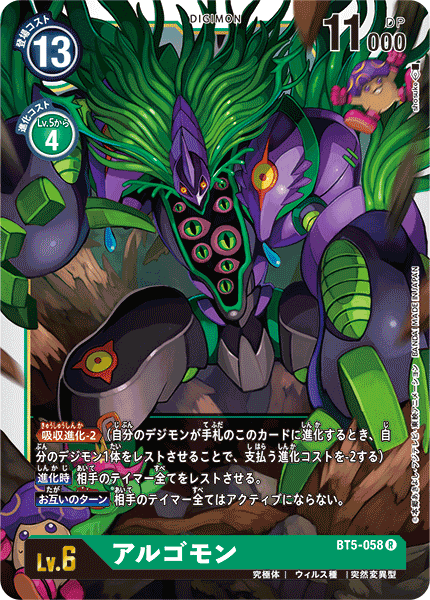 DIGIMON
登場コスト
13
DP
11000
進化コスト
Lv.5から
4
BANDAI MADE IN JAPAN
吸収進化-2 (自分のデジモンが手札のこのカードに進化するとき、自
分のデジモン1体をレストさせることで、支払う進化コストを-2する)
進化時 相手のテイマー全てをレストさせる。
お互いのターン 相手のテイマー全てはアクティブにならない。
BT5-058 R
Lv.6
アルゴモン
究極体 | ウィルス種 | 突然変異型